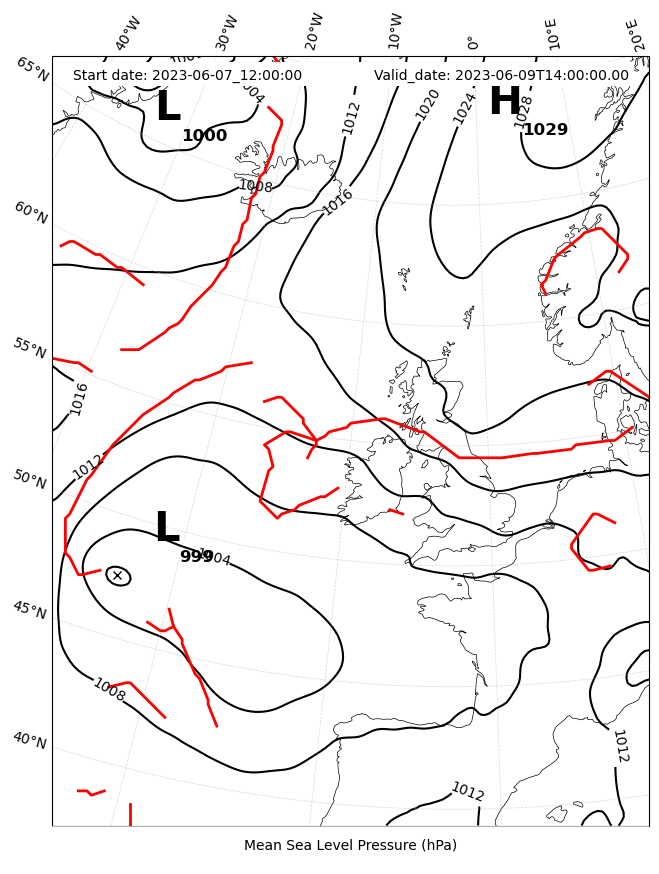 40°W 30°W 20°W 10°W 0° 10°E 20°E
Start date: 2023-06-07_12:00:00 Valid_date: 2023-06-09T14:00:00.00
65°N
L 1000
H 1029
1004
1012
1020
1024
1028
1008
1016
60°N
55°N
1016
1012
50°N
L 999
1004
45°N
1008
40°N
1012
1012
Mean Sea Level Pressure (hPa)